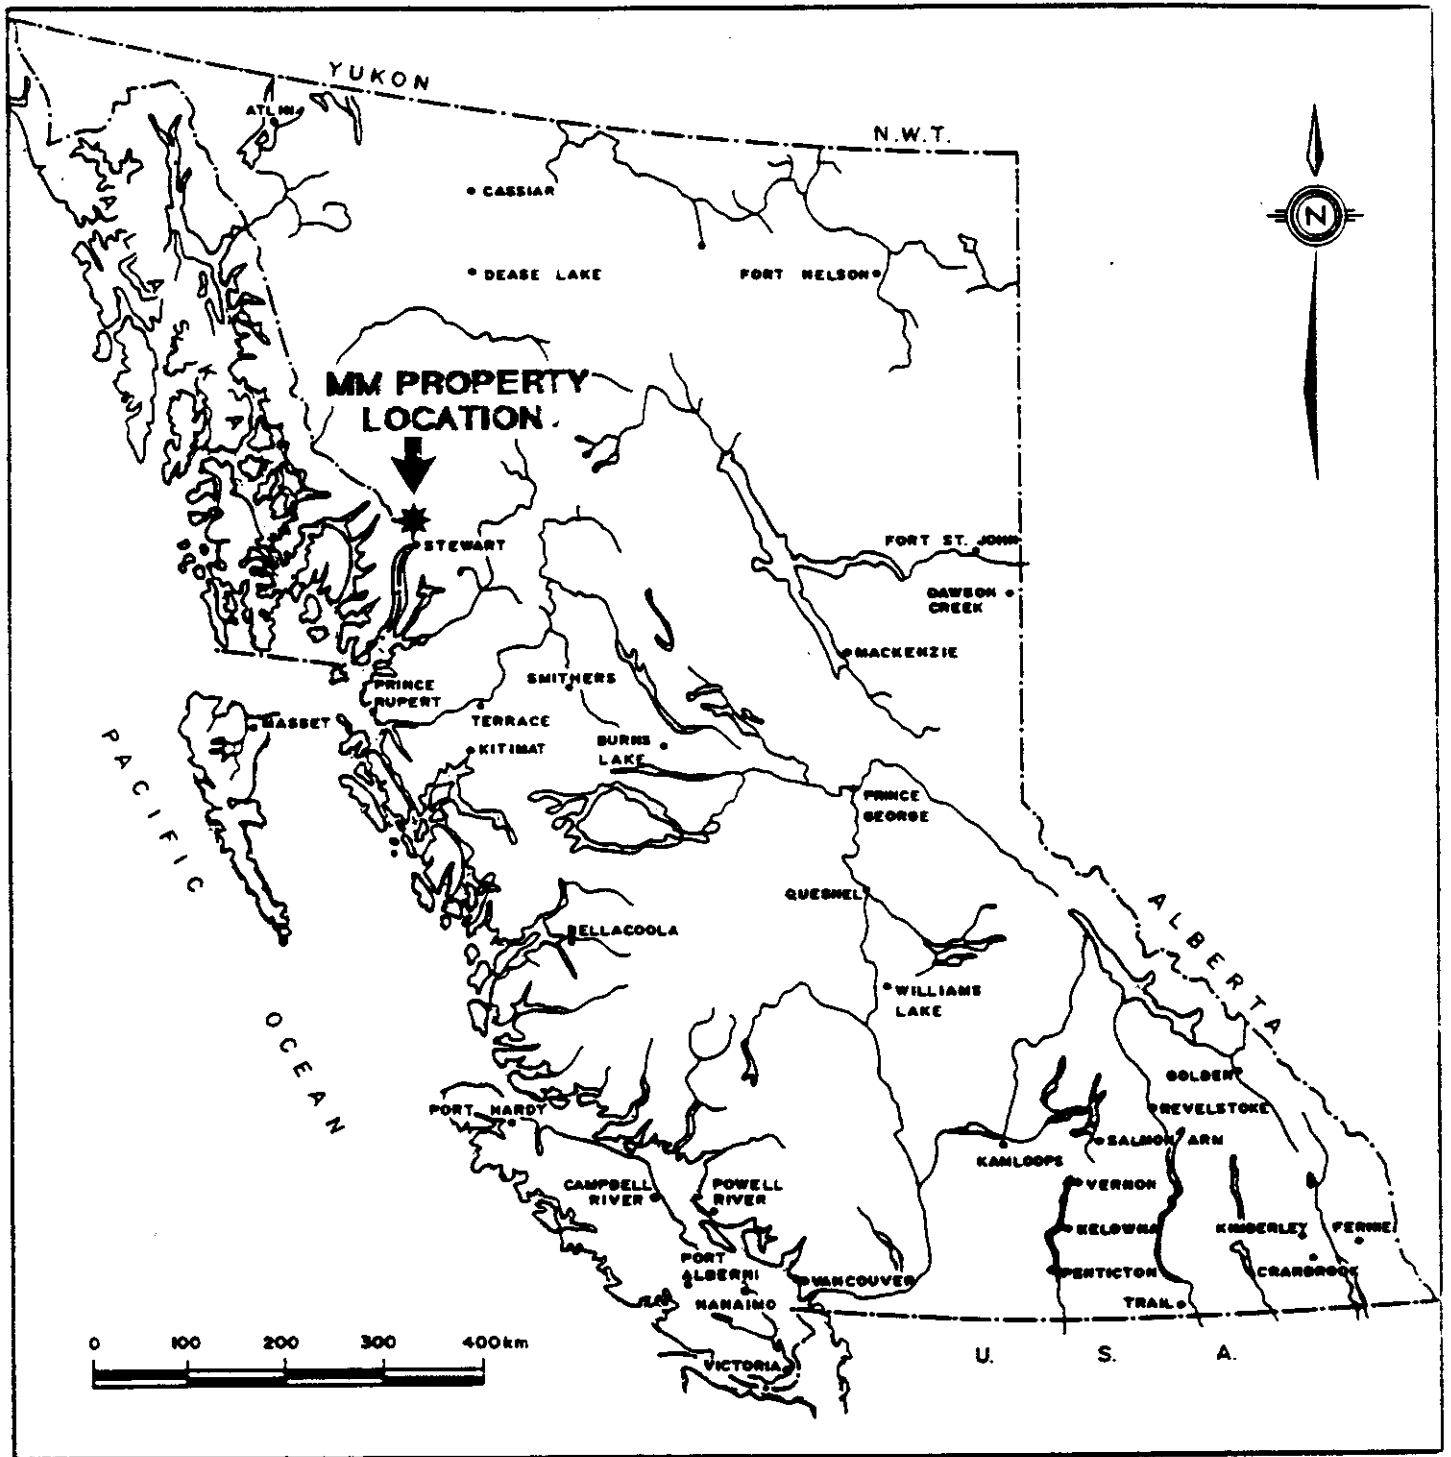 YUKON
ATLIN
N.W.T.
CASSIAR
N
DEASE LAKE
FORT NELSON
ALASKA
MM PROPERTY
LOCATION
STEWART
FORT ST. JOHN
DAWSON
CREEK
MACKENZIE
SMITHERS
PRINCE
RUPERT
TERRACE
MASSET
KITIMAT
BURNS
LAKE
PRINCE
GEORGE
PACIFIC
OCEAN
QUESNEL
ALBERTA
BELLACOOLA
WILLIAMS
LAKE
GOLDEN
REVELSTOKE
PORT HARDY
SALMON ARM
KAMLOOPS
CAMPBELL
RIVER
POWELL
RIVER
VERNON
KELOWNA
KIMBERLEY
FERNIE
PORT
ALBERNI
VANCOUVER
PENTICTON
CRANBROOK
NANAIMO
TRAIL
0 100 200 300 400km
VICTORIA
U. S. A.